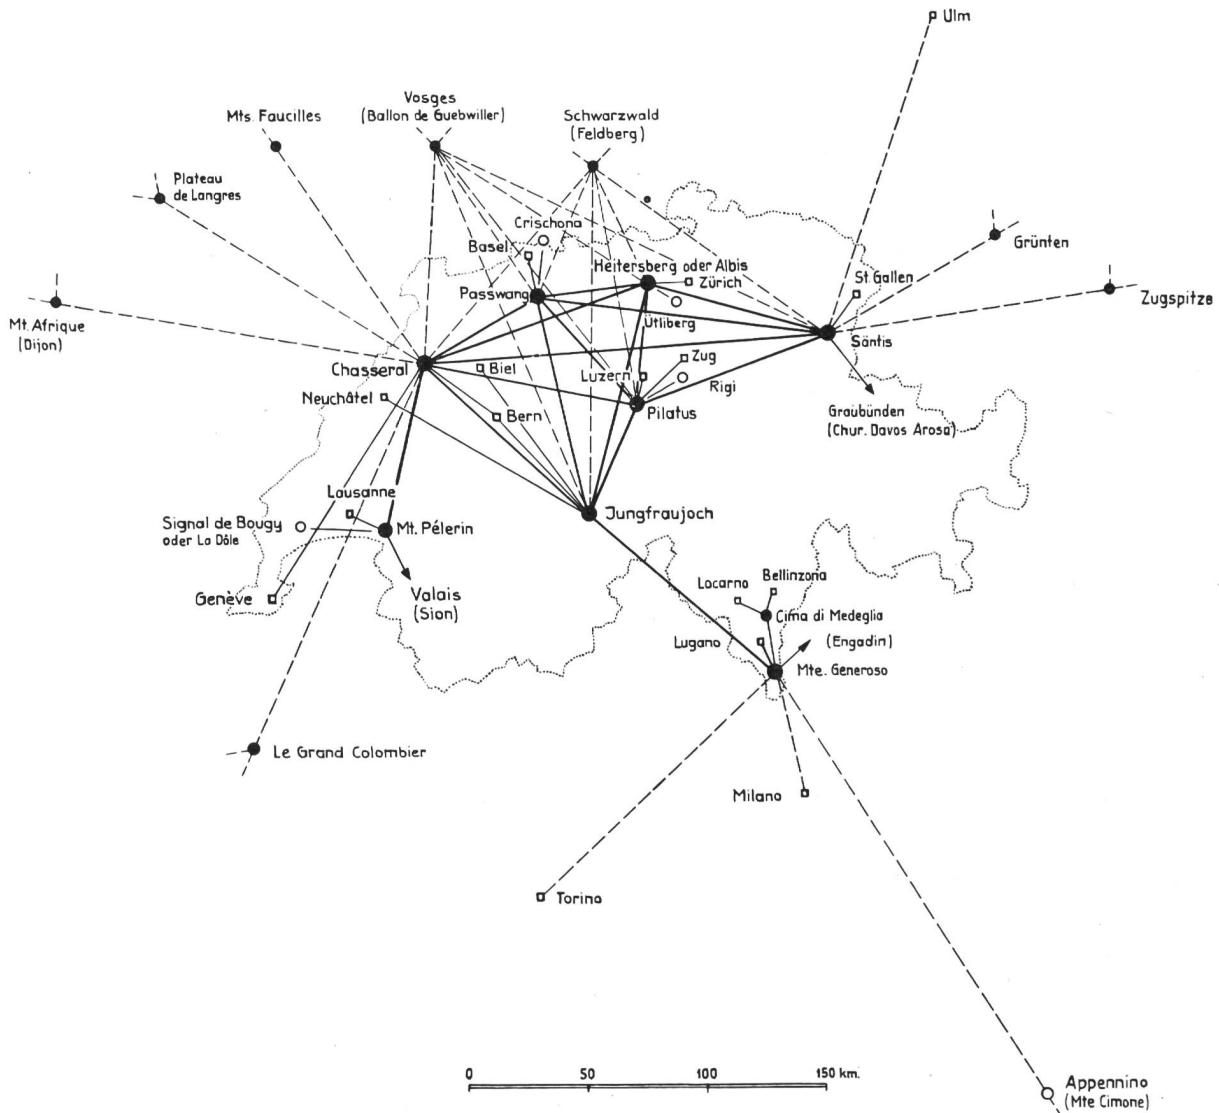 Ulm
Vosges
(Ballon de Guebwiller)
Mts. Faucilles
Schwarzwald
(Feldberg)
Plateau
de Langres
Crischona
Basel
Heitersberg oder Albis
Grünten
Zürich
St. Gallen
Passwang
Zugspitze
Mt. Afrique
(Dijon)
Ütliberg
Säntis
Chasseral
Biel
Luzern
Zug
Rigi
Neuchâtel
Bern
Pilatus
Graubünden
(Chur. Davos Arosa)
Lausanne
Signal de Bougy
oder La Dôle
Mt. Pélerin
Jungfraujoch
Genève
Valais
(Sion)
Locarno
Bellinzona
Cima di Medeglia
Lugano
(Engadin)
Mte. Generoso
Le Grand Colombier
Milano
Torino
0 50 100 150 km.
Appennino
(Mte Cimone)